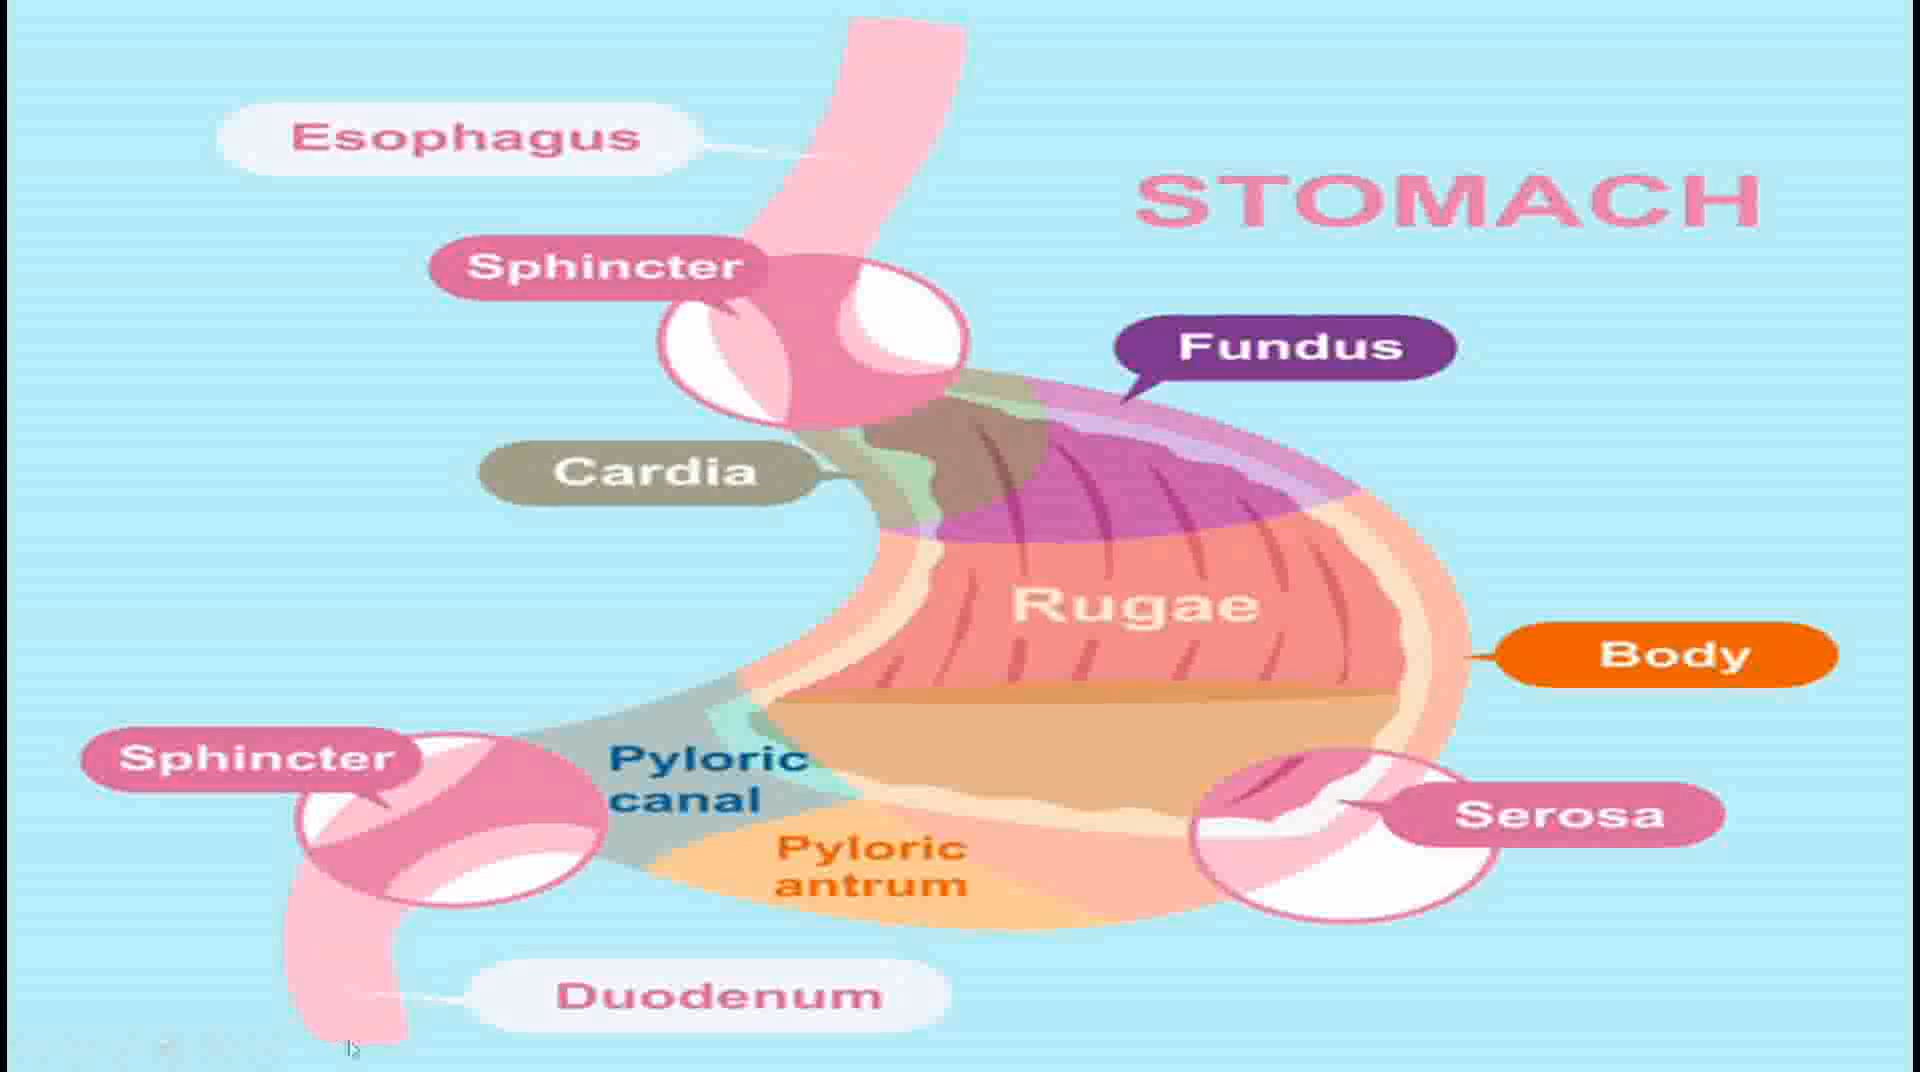 Esophagus
STOMACH
Sphincter
Fundus
Cardia
Rugae
Body
Sphincter
Pyloric
canal
Serosa
Pyloric
antrum
Duodenum